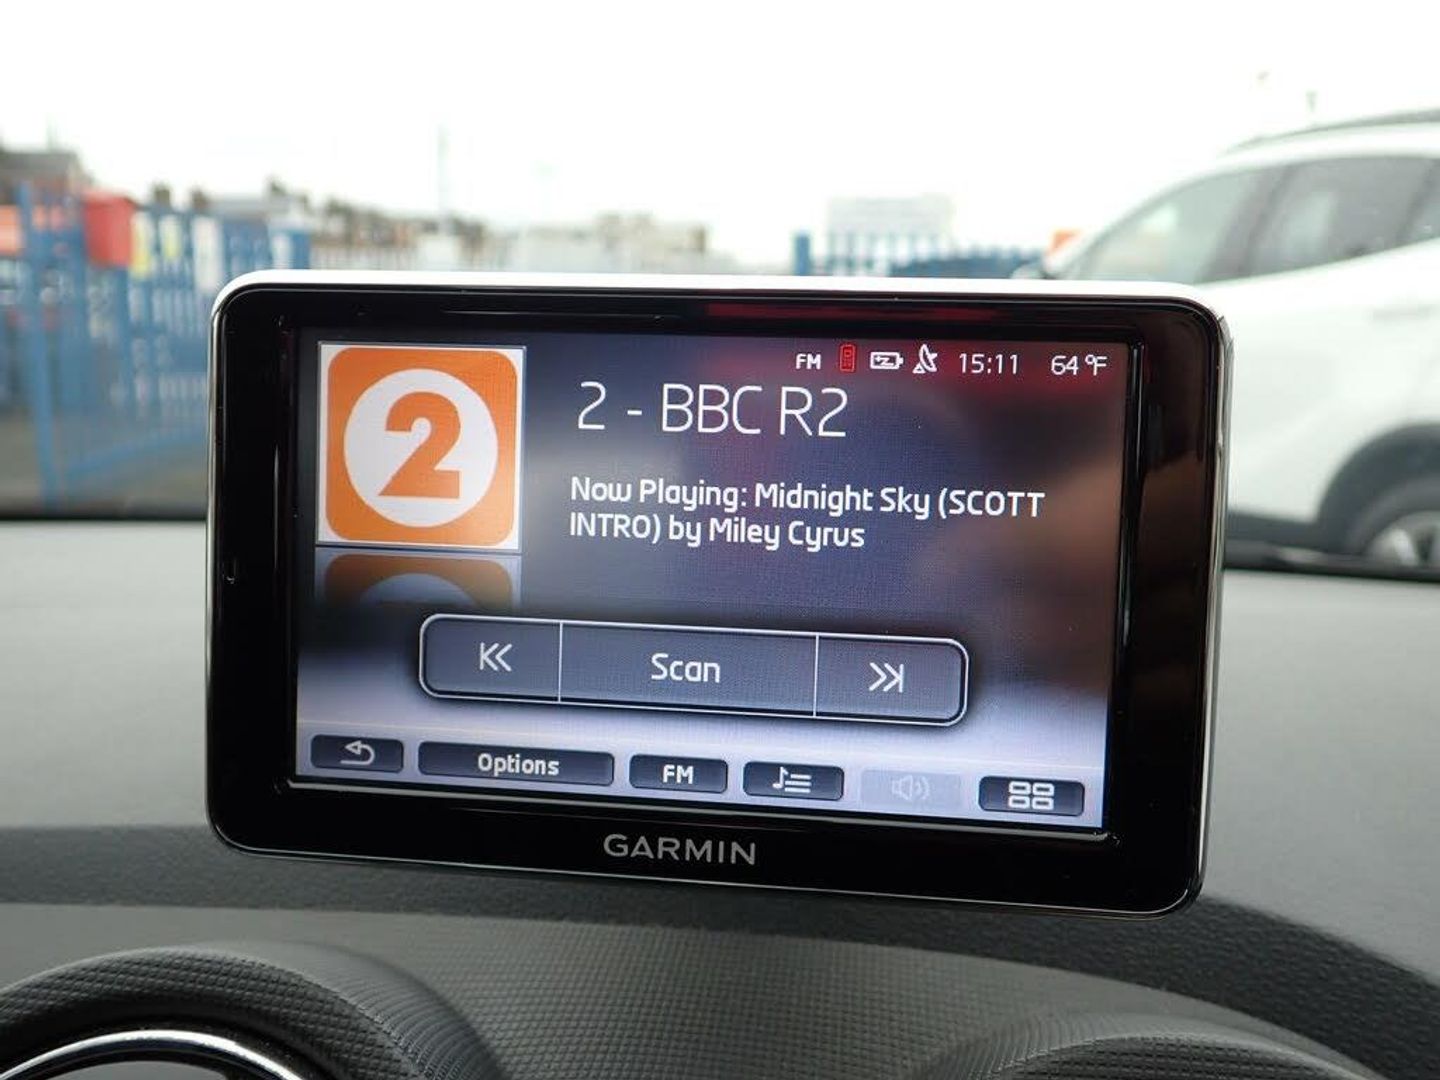 FM 15:11 64°F
2
2 - BBC R2
Now Playing: Midnight Sky (SCOTT
INTRO) by Miley Cyrus
Scan
Options FM
GARMIN